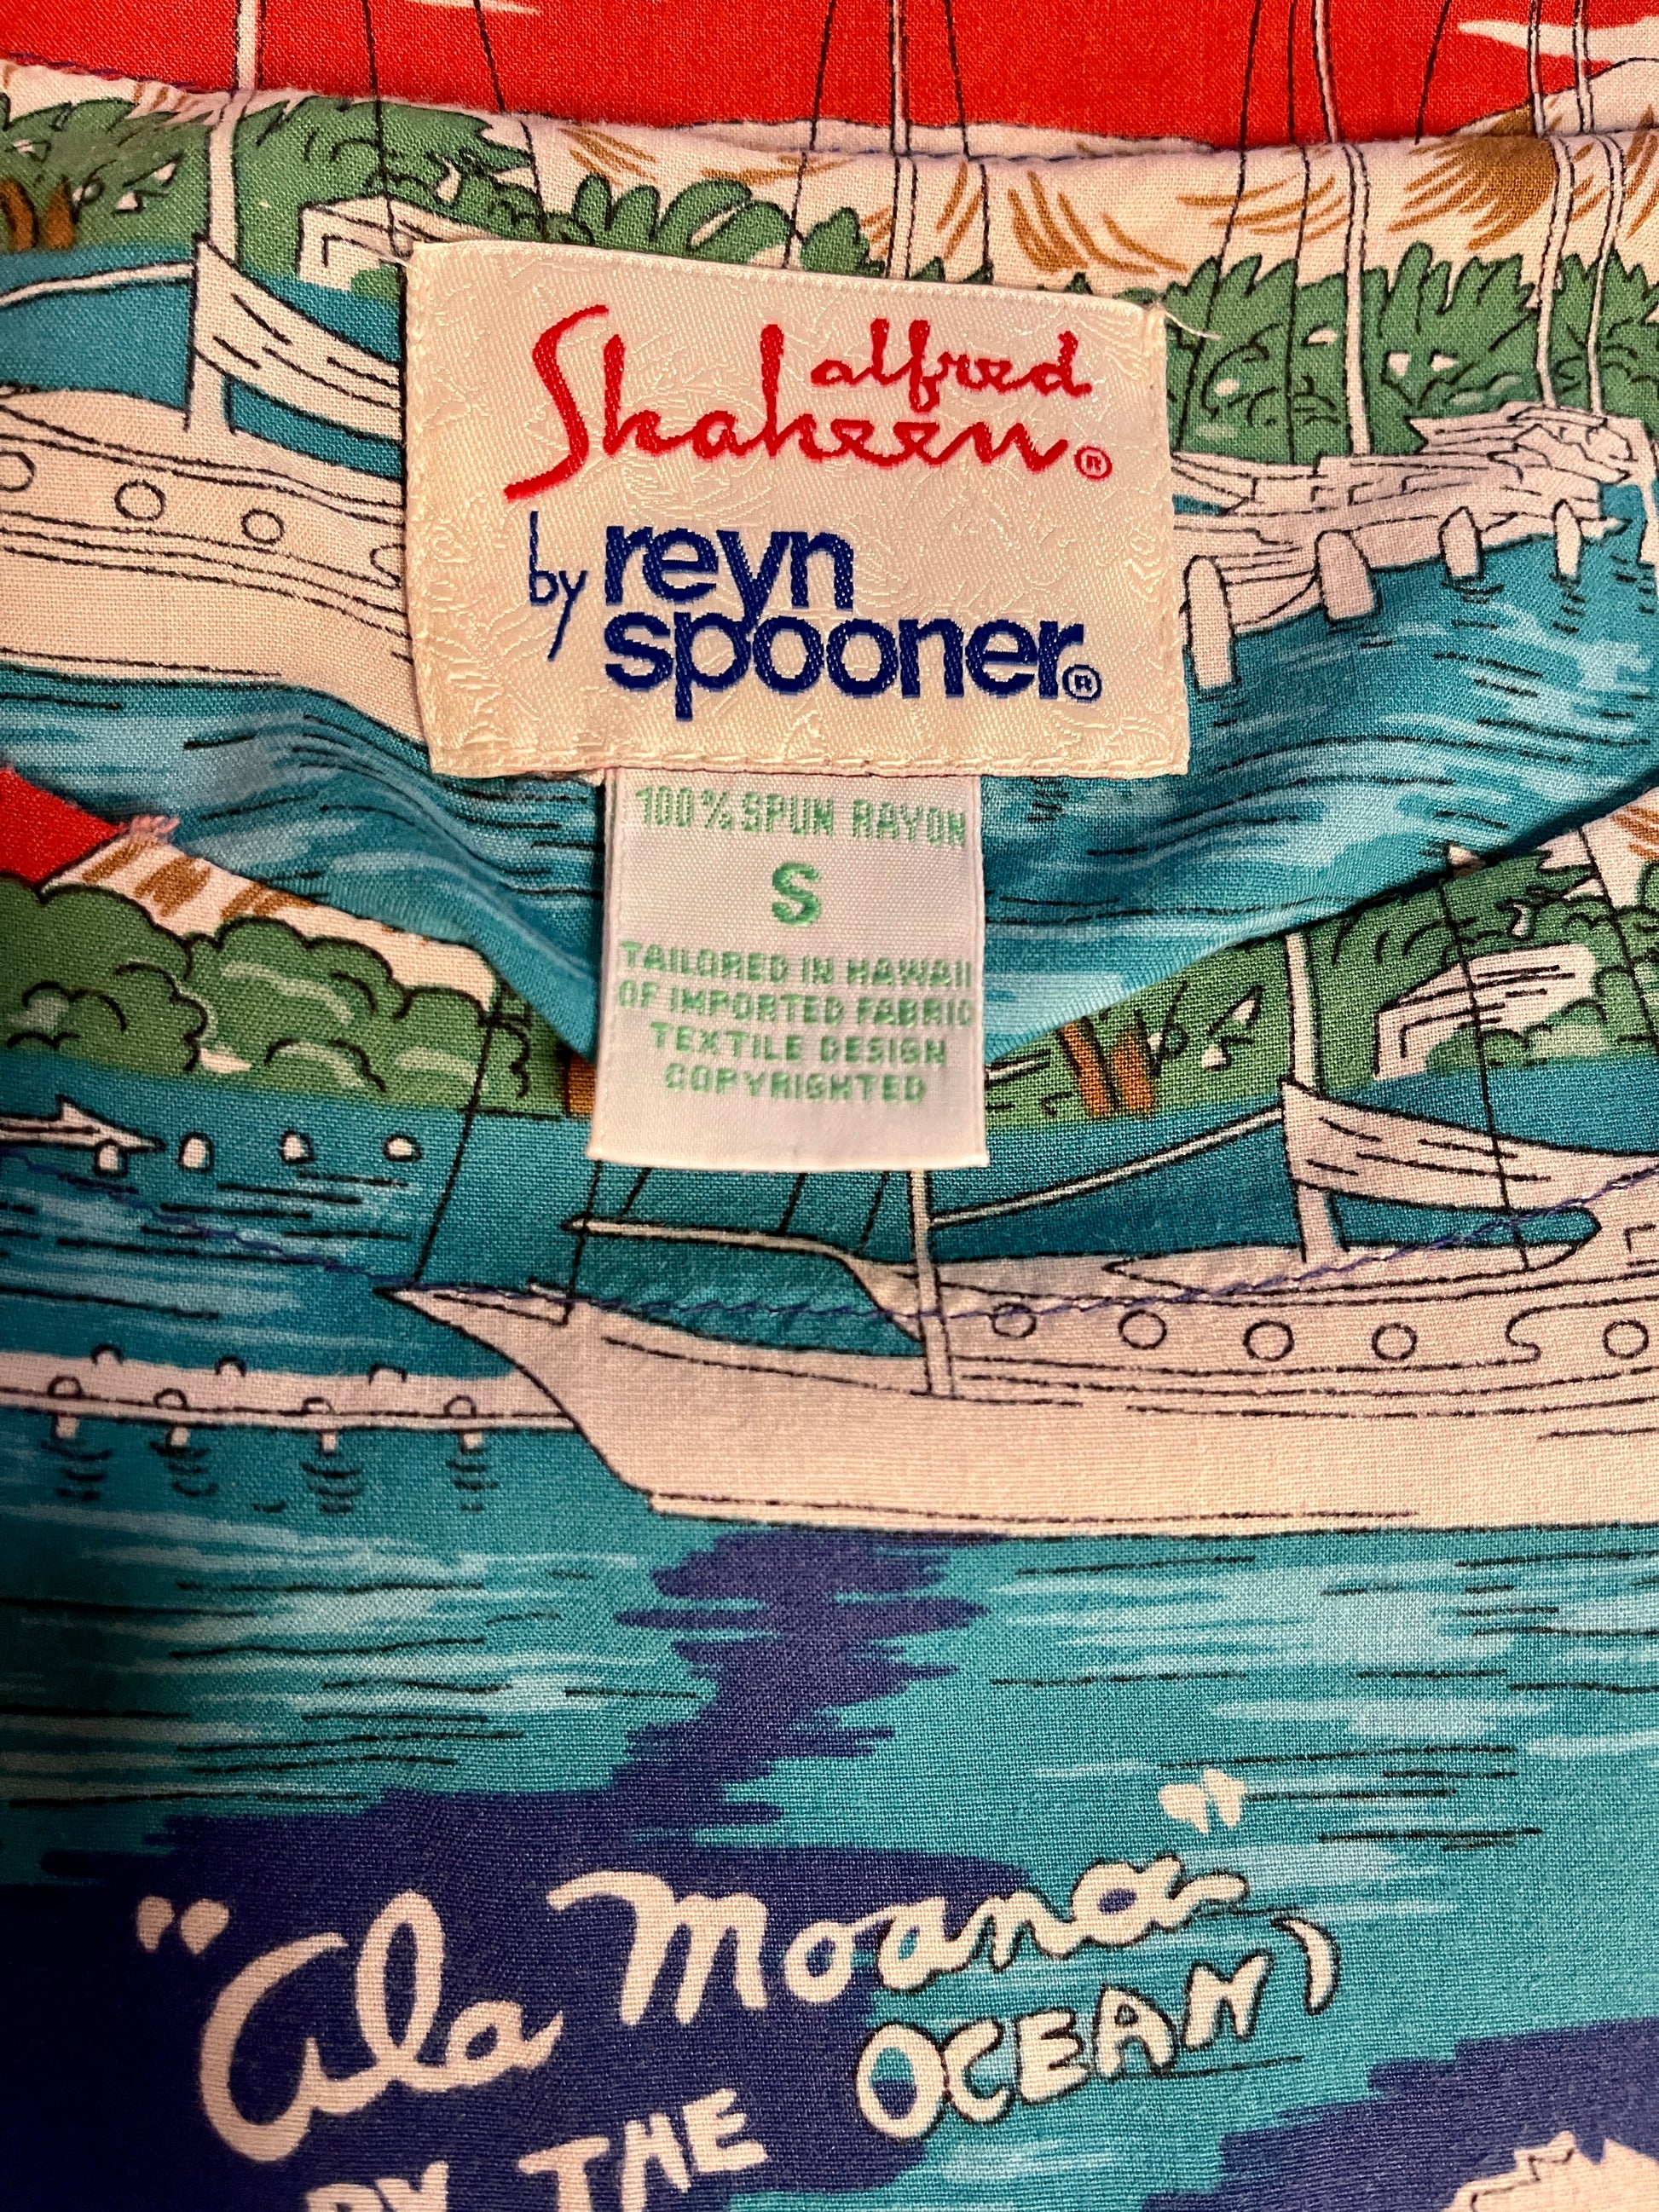 alfred
Shaheen®
by reyn
spooner®
100% SPUN RAYON
S
TAILORED IN HAWAII
OF IMPORTED FABRIC
TEXTILE DESIGN
COPYRIGHTED
"Ala Moana"
BY THE OCEAN